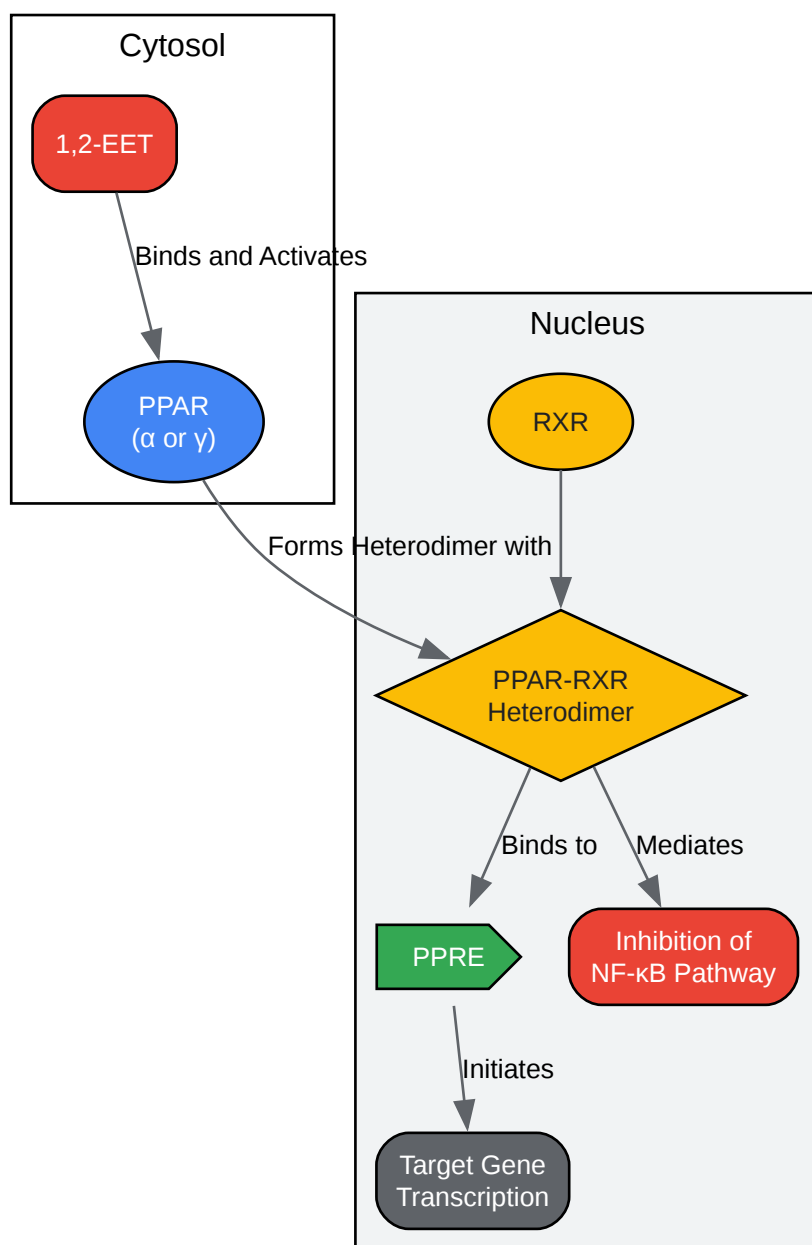 Cytosol
1,2-EET
Binds and Activates
PPAR
(α or γ)
Nucleus
RXR
Forms Heterodimer with
PPAR-RXR
Heterodimer
Binds to
Mediates
PPRE
Inhibition of
NF-κB Pathway
Initiates
Target Gene
Transcription